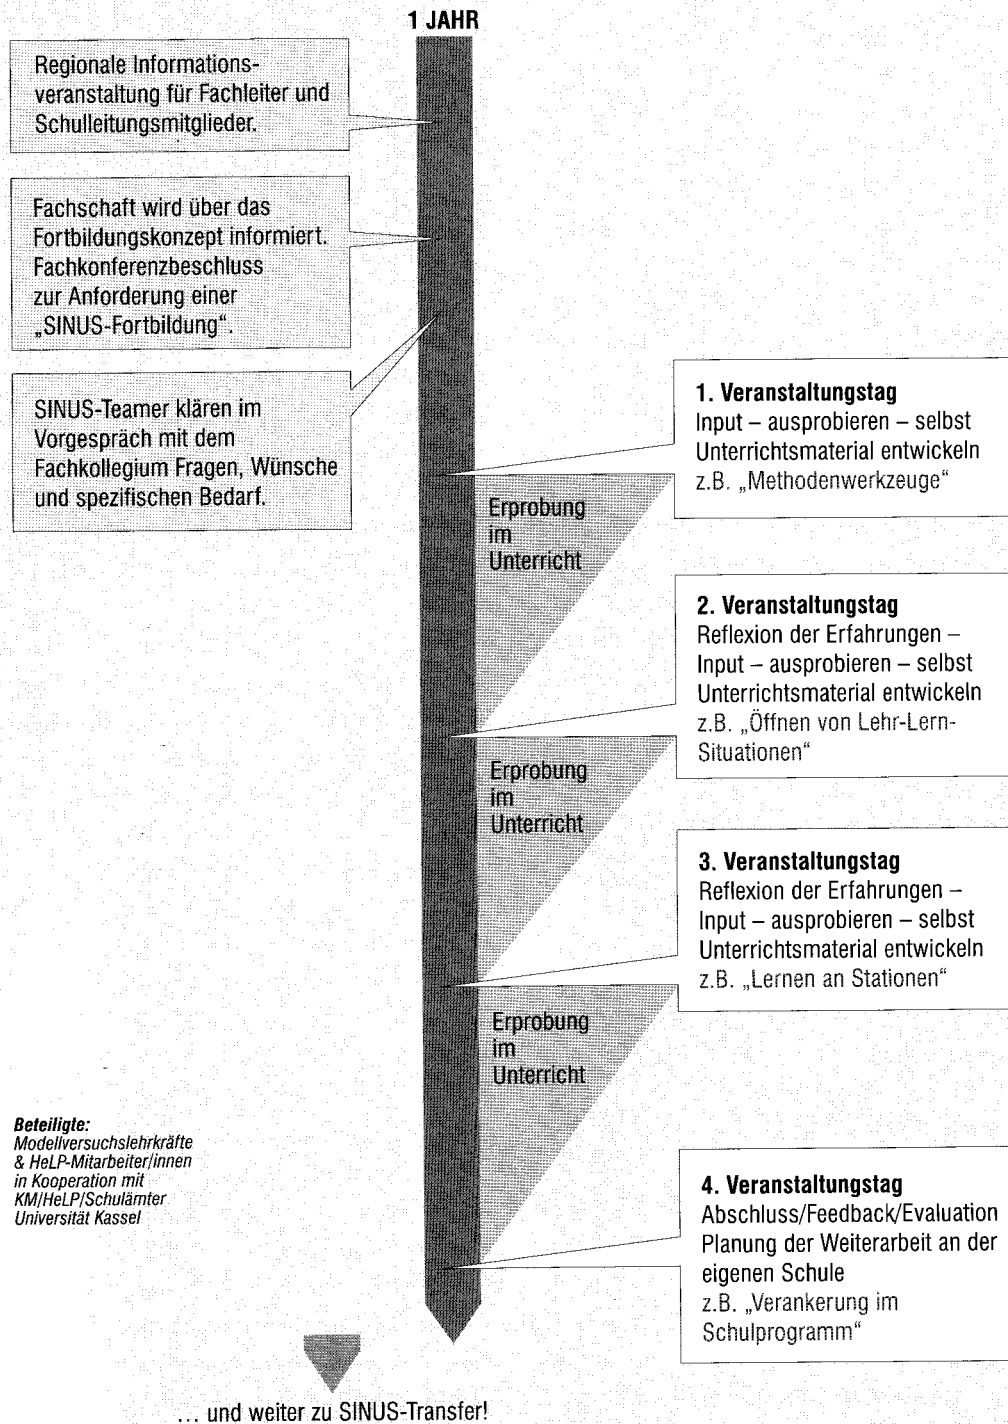 1 JAHR
Regionale Informations-
veranstaltung für Fachleiter und
Schulleitungsmitglieder.
Fachschaft wird über das
Fortbildungskonzept informiert.
Fachkonferenzbeschluss
zur Anforderung einer
„SINUS-Fortbildung“.
SINUS-Teamer klären im
Vorgespräch mit dem
Fachkollegium Fragen, Wünsche
und spezifischen Bedarf.
1. Veranstaltungstag
Input – ausprobieren – selbst
Unterrichtsmaterial entwickeln
z.B. „Methodenwerkzeuge“
Erprobung
im
Unterricht
2. Veranstaltungstag
Reflexion der Erfahrungen –
Input – ausprobieren – selbst
Unterrichtsmaterial entwickeln
z.B. „Öffnen von Lehr-Lern-
Situationen“
Erprobung
im
Unterricht
3. Veranstaltungstag
Reflexion der Erfahrungen –
Input – ausprobieren – selbst
Unterrichtsmaterial entwickeln
z.B. „Lernen an Stationen“
Erprobung
im
Unterricht
Beteiligte:
Modellversuchslehrkräfte
& HeLP-Mitarbeiter/innen
in Kooperation mit
KM/HeLP/Schulämter
Universität Kassel
4. Veranstaltungstag
Abschluss/Feedback/Evaluation
Planung der Weiterarbeit an der
eigenen Schule
z.B. „Verankerung im
Schulprogramm“
... und weiter zu SINUS-Transfer!